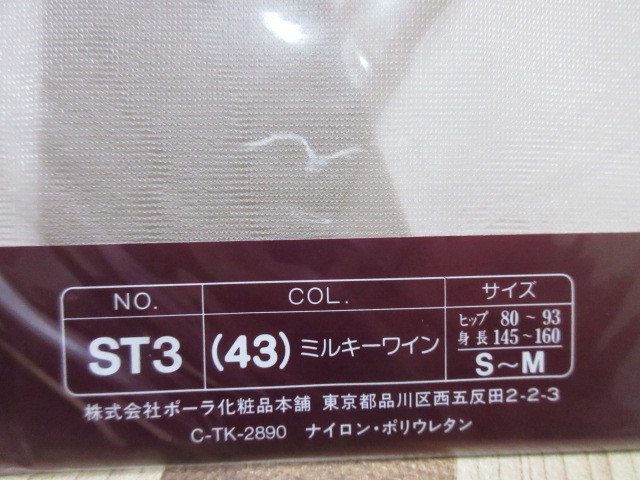 NO. COL. サイズ
ST3 (43) ミルキーワイン ヒップ 80～93
身長 145～160
S～M
株式会社ポーラ化粧品本舗 東京都品川区西五反田2-2-3
C-TK-2890 ナイロン・ポリウレタン